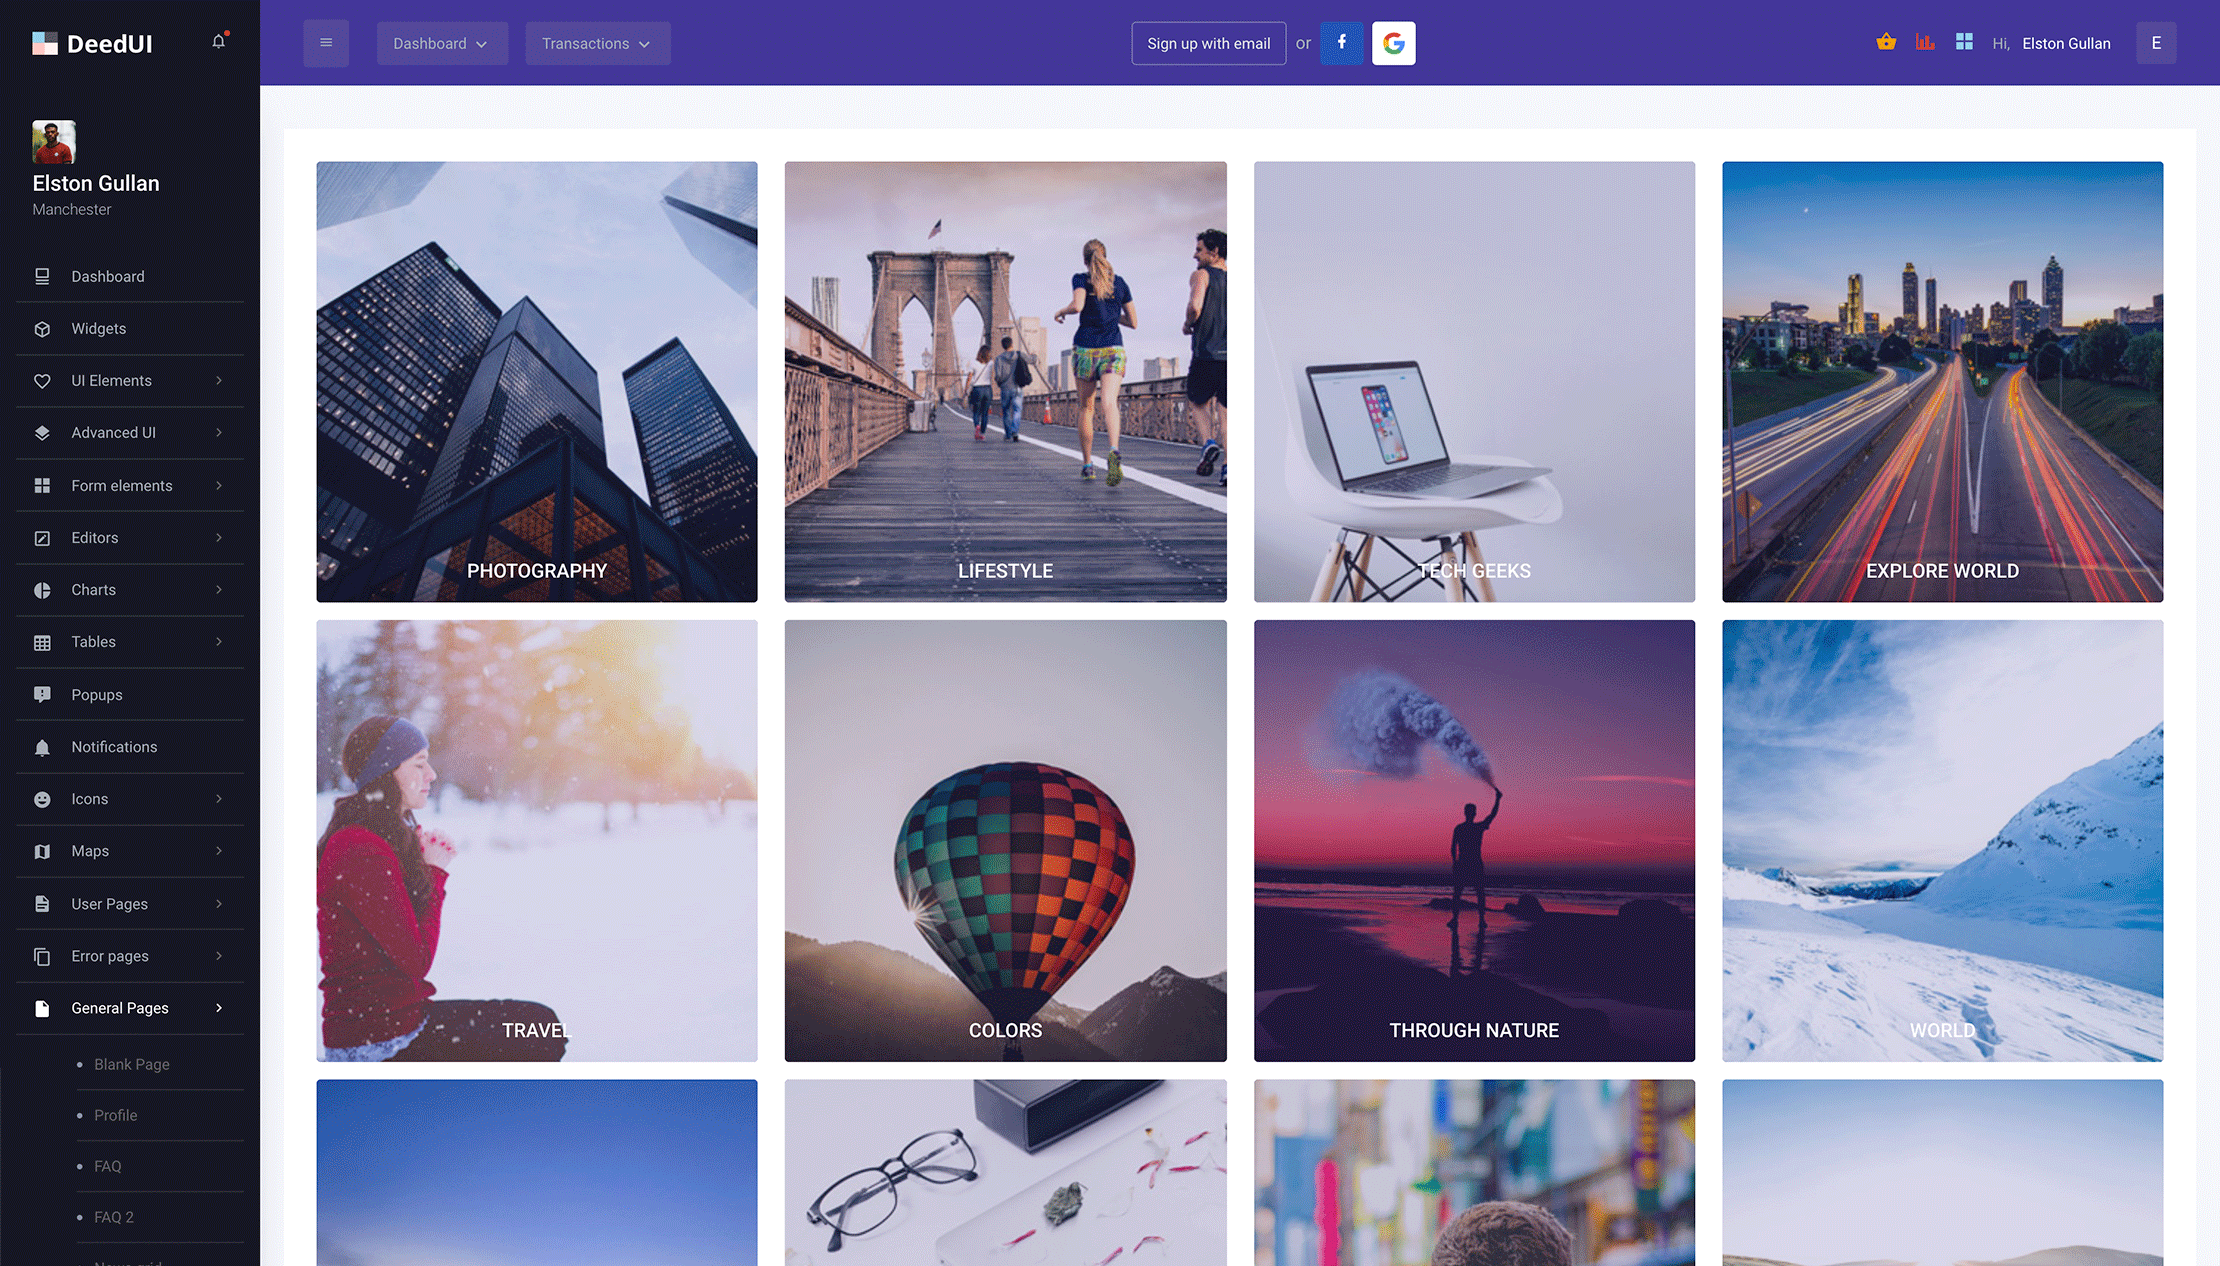 DeedUI
Dashboard
Transactions
Sign up with email
or
f
G
Hi, Elston Gullan
E
Elston Gullan
Manchester
Dashboard
Widgets
UI Elements
Advanced UI
Form elements
Editors
Charts
Tables
Popups
Notifications
Icons
Maps
User Pages
Error pages
General Pages
Blank Page
Profile
FAQ
FAQ 2
News grid
PHOTOGRAPHY
LIFESTYLE
TECH GEEKS
EXPLORE WORLD
TRAVEL
COLORS
THROUGH NATURE
WORLD